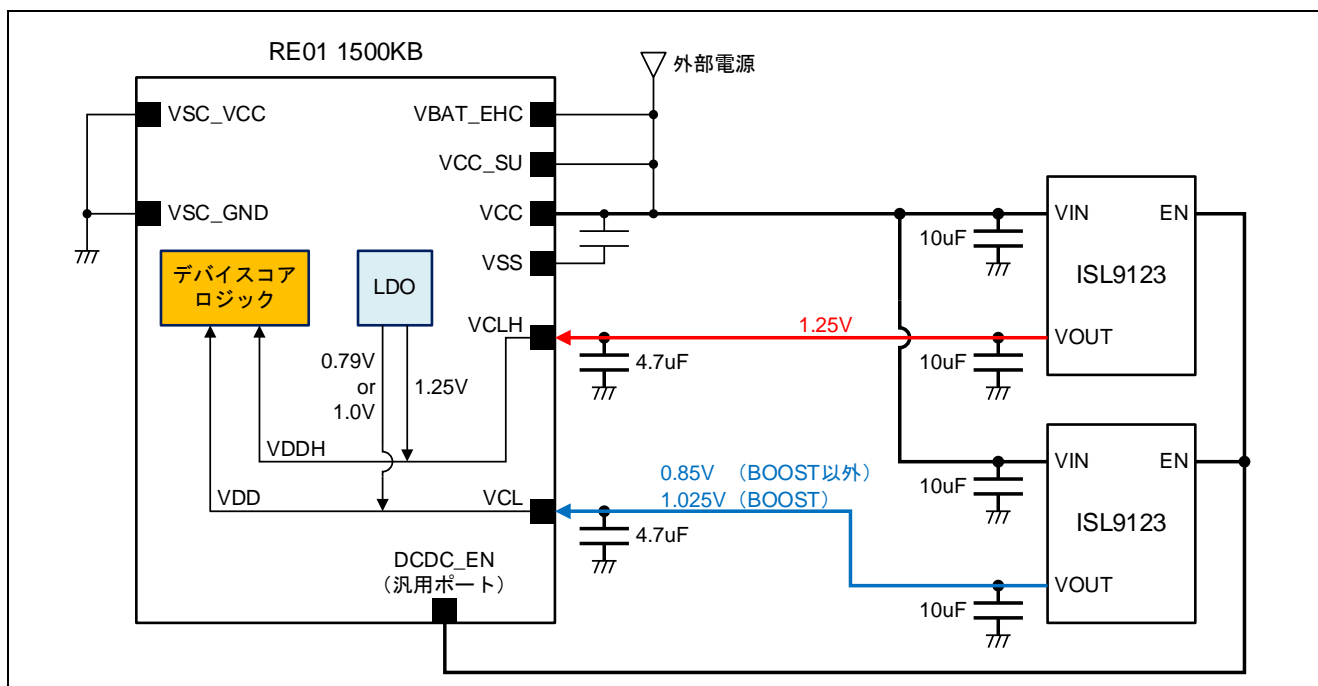 RE01 1500KB
外部電源
VSC_VCC
VBAT_EHC
VCC_SU
VSC_GND
VCC
VIN
EN
10uF
ISL9123
VSS
デバイスコア
ロジック
LDO
VCLH
1.25V
VOUT
0.79V
or
1.0V
1.25V
4.7uF
10uF
VDDH
VIN
EN
0.85V (BOOST以外)
1.025V (BOOST)
10uF
VDD
VCL
ISL9123
4.7uF
DCDC_EN
(汎用ポート)
VOUT
10uF